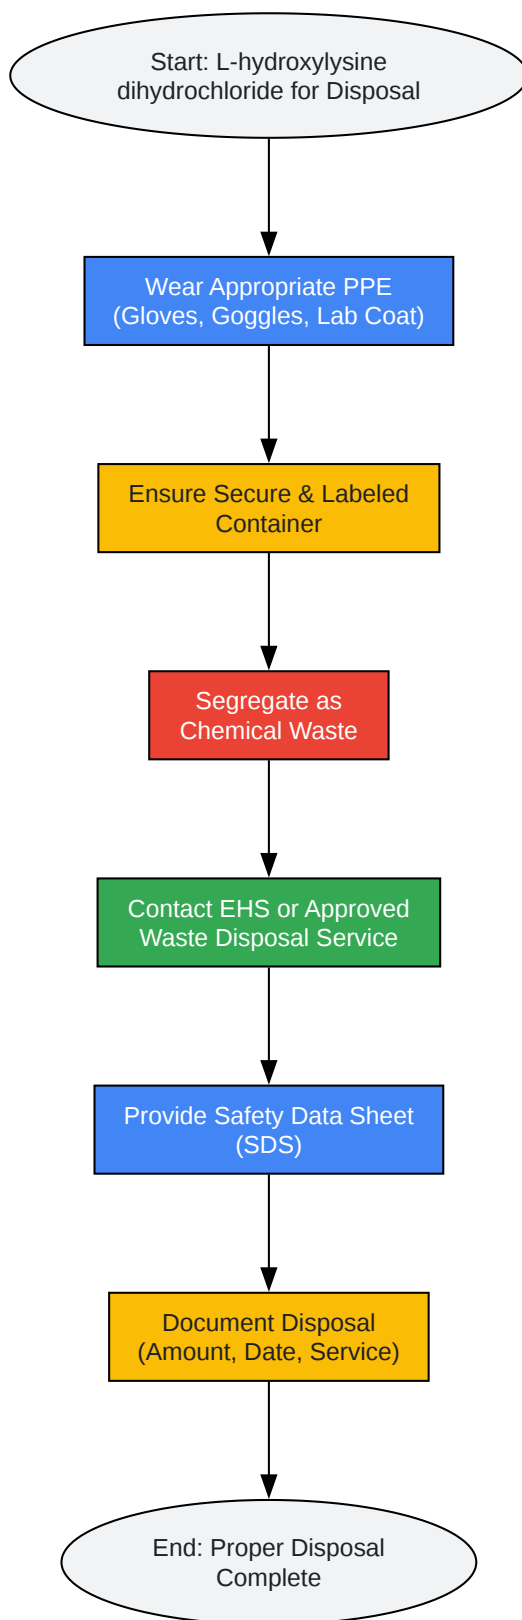 Start: L-hydroxylysine
dihydrochloride for Disposal
Wear Appropriate PPE
(Gloves, Goggles, Lab Coat)
Ensure Secure & Labeled
Container
Segregate as
Chemical Waste
Contact EHS or Approved
Waste Disposal Service
Provide Safety Data Sheet
(SDS)
Document Disposal
(Amount, Date, Service)
End: Proper Disposal
Complete